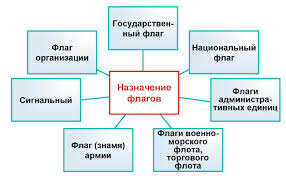 Государствен-
ный флаг
Флаг
организации
Национальный
флаг
Сигнальный
Назначение
флагов
Флаги
административ-
тивных единиц
Флаг (знамя)
армии
Флаги военно-
морского
флота,
торгового
флота